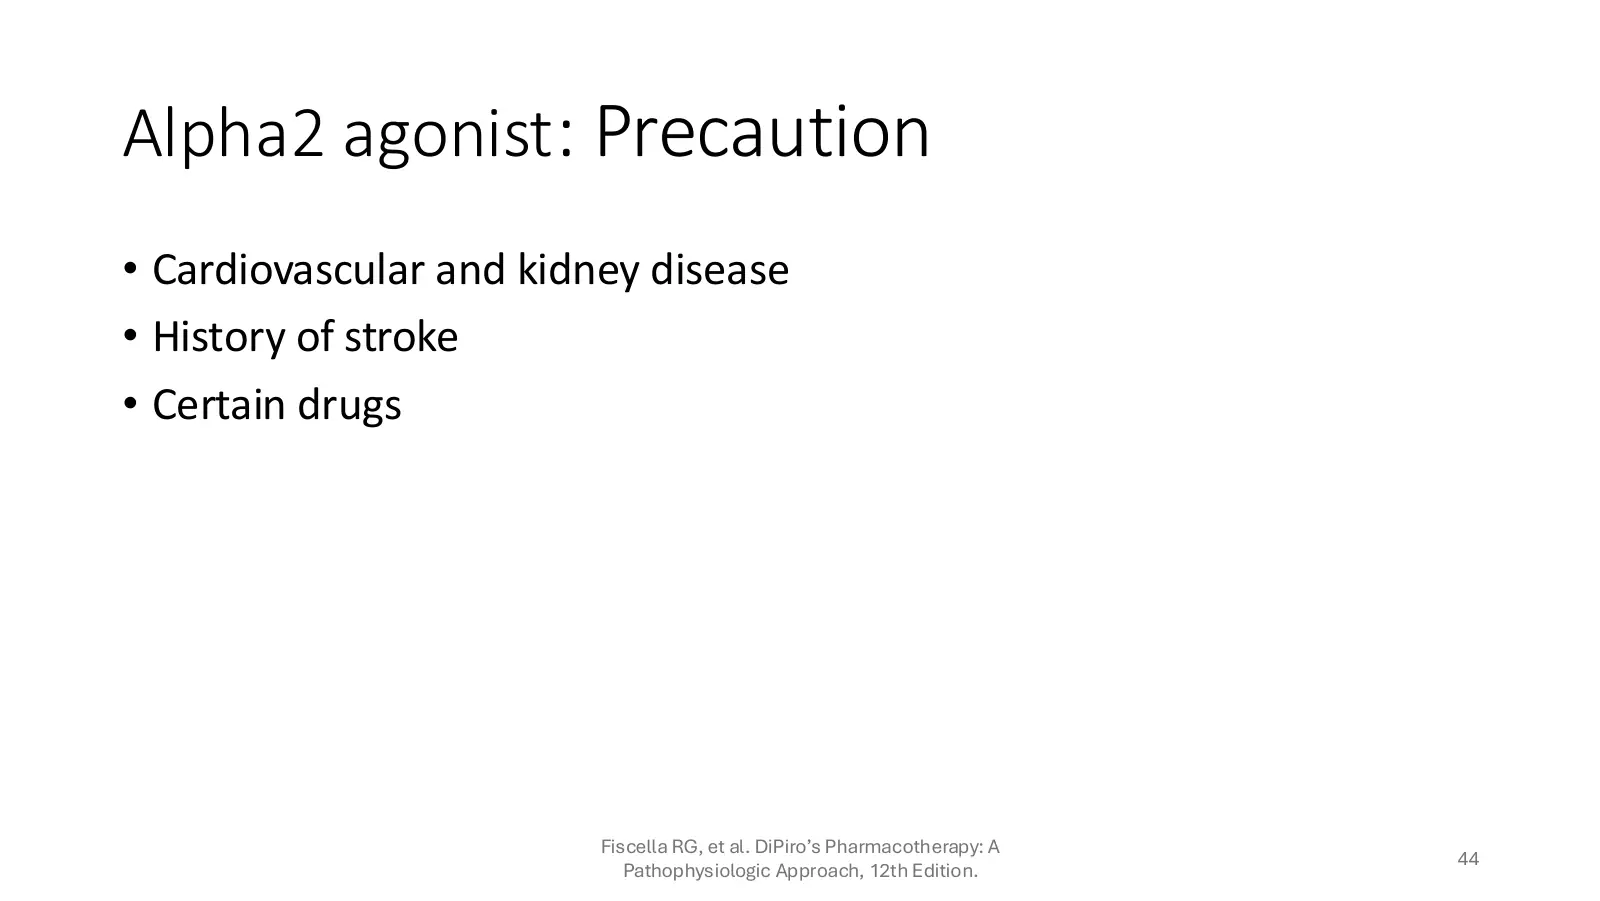 Alpha2 agonist: Precaution
• Cardiovascular and kidney disease
• History of stroke
• Certain drugs
Fiscella RG, et al. DiPiro’s Pharmacotherapy: A
Pathophysiologic Approach, 12th Edition.
44